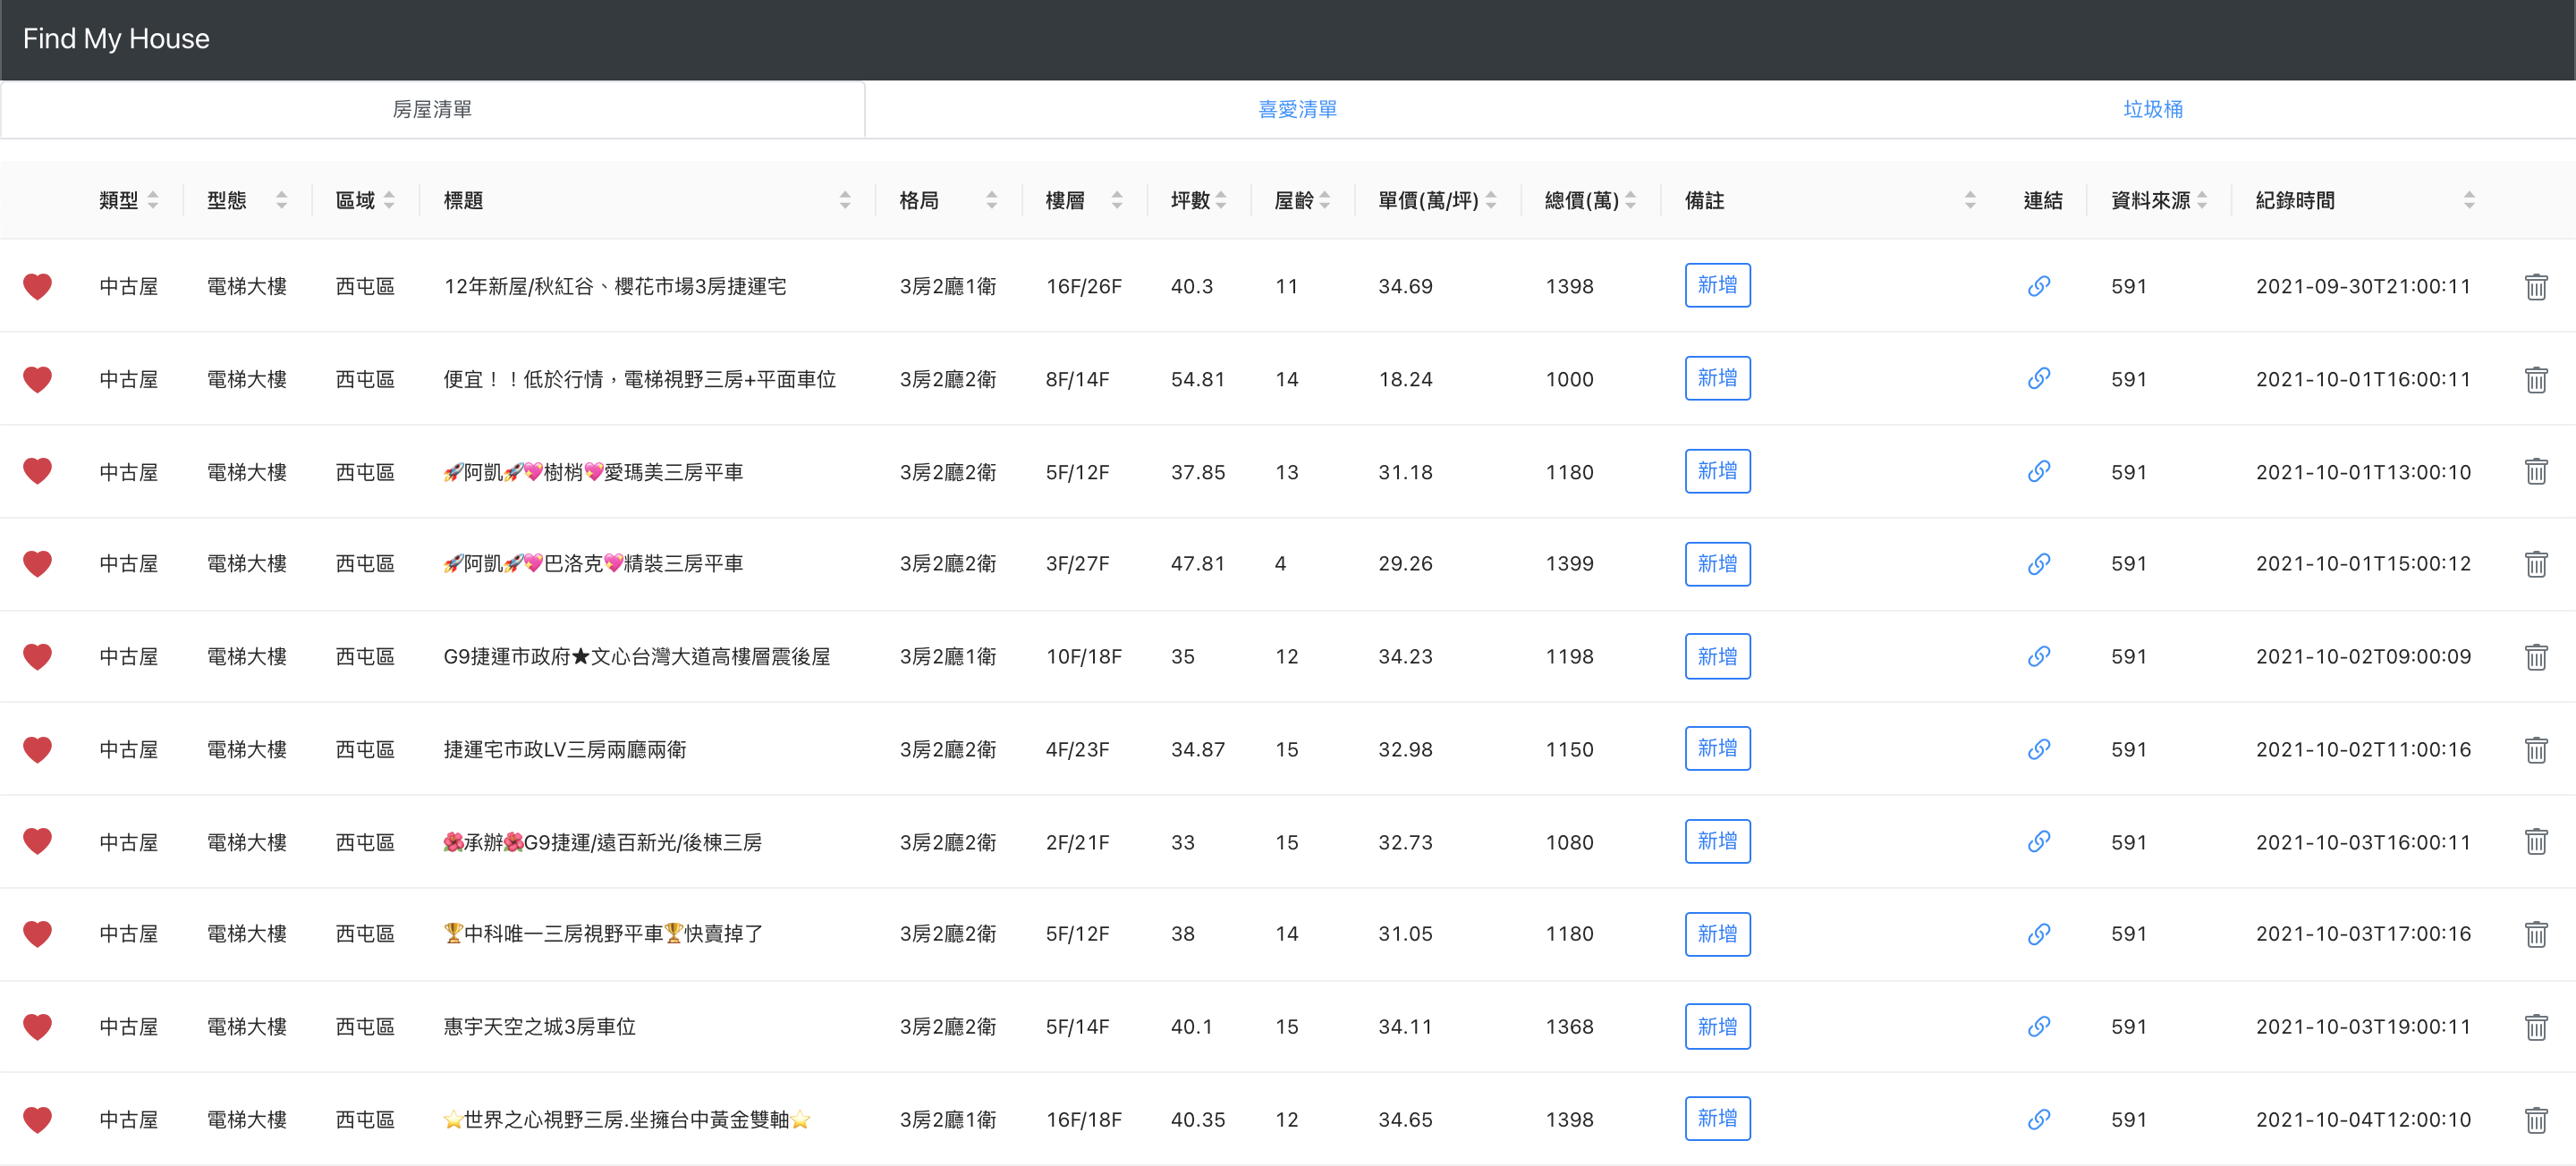 Find My House
房屋清單 喜愛清單 垃圾桶
類型 型態 區域 標題 格局 樓層 坪數 屋齡 單價(萬/坪) 總價(萬) 備註 連結 資料來源 紀錄時間
中古屋 電梯大樓 西屯區 12年新屋/秋紅谷、櫻花市場3房捷運宅 3房2廳1衛 16F/26F 40.3 11 34.69 1398 新增 591 2021-09-30T21:00:11
中古屋 電梯大樓 西屯區 便宜！！低於行情，電梯視野三房+平面車位 3房2廳2衛 8F/14F 54.81 14 18.24 1000 新增 591 2021-10-01T16:00:11
中古屋 電梯大樓 西屯區 🚀阿凱🚀💖樹梢💖愛瑪美三房平車 3房2廳2衛 5F/12F 37.85 13 31.18 1180 新增 591 2021-10-01T13:00:10
中古屋 電梯大樓 西屯區 🚀阿凱🚀💖巴洛克💖精裝三房平車 3房2廳2衛 3F/27F 47.81 4 29.26 1399 新增 591 2021-10-01T15:00:12
中古屋 電梯大樓 西屯區 G9捷運市政府★文心台灣大道高樓層震後屋 3房2廳1衛 10F/18F 35 12 34.23 1198 新增 591 2021-10-02T09:00:09
中古屋 電梯大樓 西屯區 捷運宅市政LV三房兩廳兩衛 3房2廳2衛 4F/23F 34.87 15 32.98 1150 新增 591 2021-10-02T11:00:16
中古屋 電梯大樓 西屯區 🌺承辦🌺G9捷運/遠百新光/後棟三房 3房2廳2衛 2F/21F 33 15 32.73 1080 新增 591 2021-10-03T16:00:11
中古屋 電梯大樓 西屯區 🏆中科唯一三房視野平車🏆快賣掉了 3房2廳2衛 5F/12F 38 14 31.05 1180 新增 591 2021-10-03T17:00:16
中古屋 電梯大樓 西屯區 惠宇天空之城3房車位 3房2廳2衛 5F/14F 40.1 15 34.11 1368 新增 591 2021-10-03T19:00:11
中古屋 電梯大樓 西屯區 ⭐世界之心視野三房.坐擁台中黃金雙軸⭐ 3房2廳1衛 16F/18F 40.35 12 34.65 1398 新增 591 2021-10-04T12:00:10